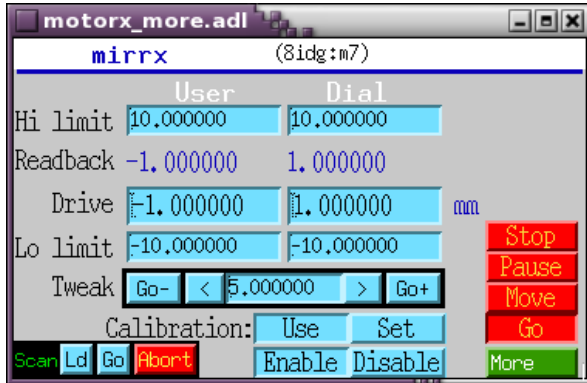 motorx_more.adl
mirrx (8idg:m7)
User Dial
Hi limit 10.000000 10.000000
Readback -1.000000 1.000000
Drive -1.000000 1.000000 mm
Lo limit -10.000000 -10.000000
Stop
Pause
Tweak Go- < 5.000000 > Go+
Move
Calibration: Use Set Go
Scan Ld Go Abort Enable Disable More